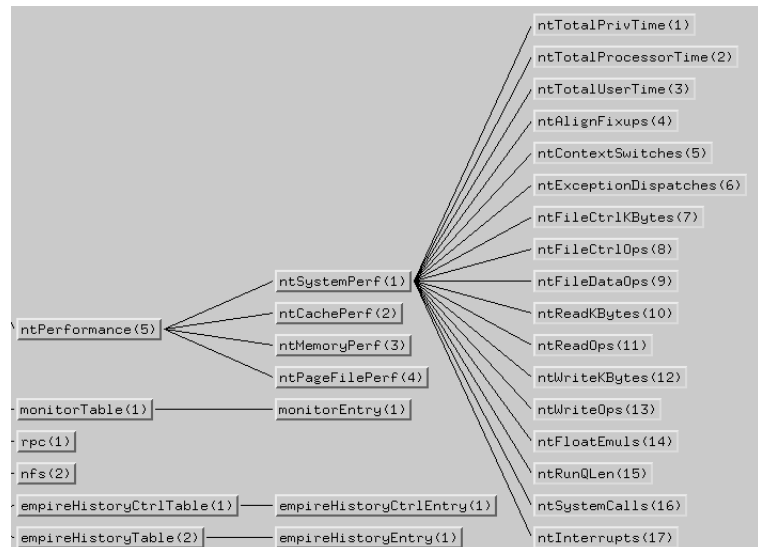 ntTotalPrivTime(1)
ntTotalProcessorTime(2)
ntTotalUserTime(3)
ntAlignFixups(4)
ntContextSwitches(5)
ntExceptionDispatches(6)
ntFileCtrlKBytes(7)
ntFileCtrlOps(8)
ntSystemPerf(1) ntFileDataOps(9)
ntCachePerf(2) ntReadKBytes(10)
ntPerformance(5)
ntMemoryPerf(3) ntReadOps(11)
ntPageFilePerf(4) ntWriteKBytes(12)
monitorTable(1) monitorEntry(1) ntWriteOps(13)
rpc(1) ntFloatEmuls(14)
nfs(2) ntRunQLen(15)
empireHistoryCtrlTable(1) empireHistoryCtrlEntry(1) ntSystemCalls(16)
empireHistoryTable(2) empireHistoryEntry(1) ntInterrupts(17)